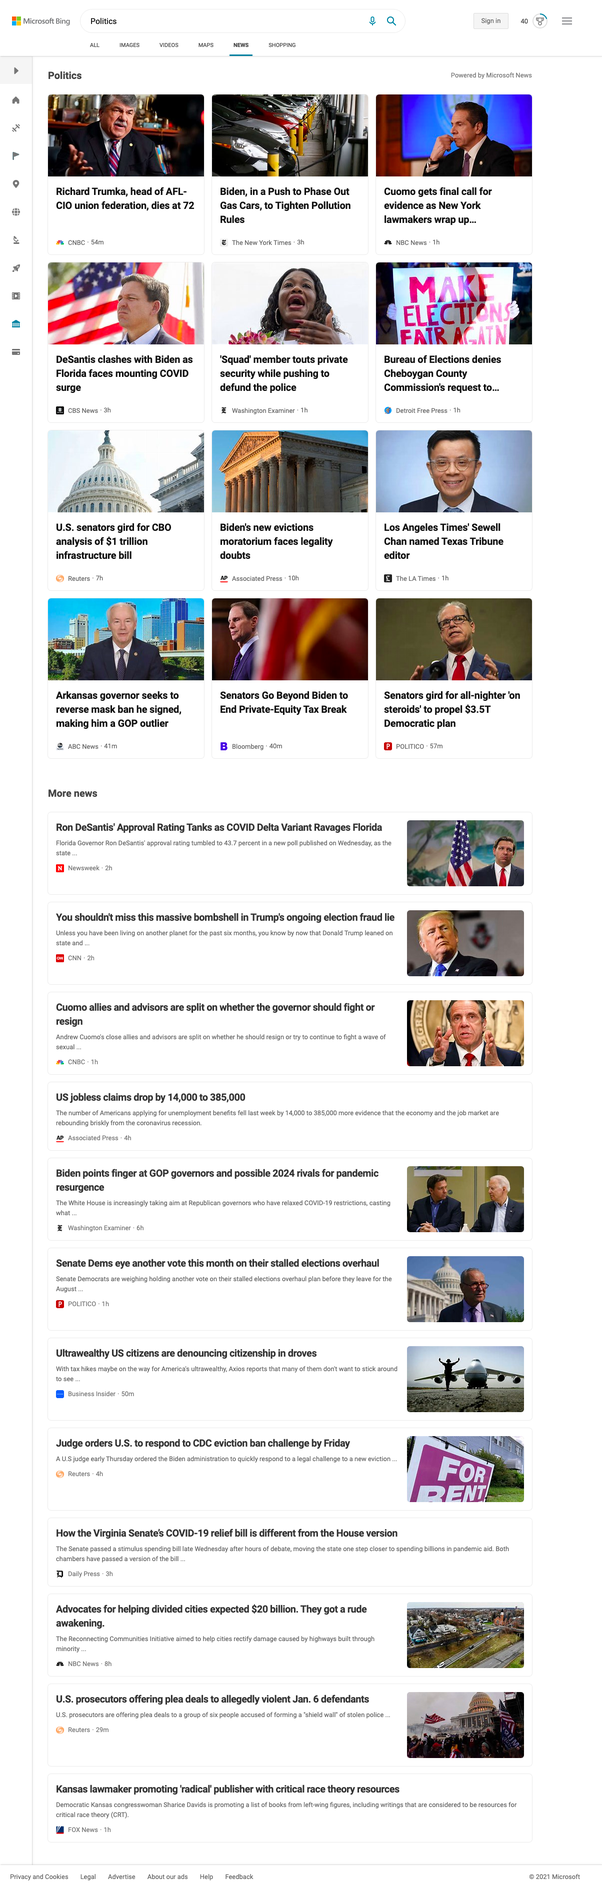 Microsoft Bing
Politics
Sign in
40
ALL
IMAGES
VIDEOS
MAPS
NEWS
SHOPPING
Politics
Powered by Microsoft News
Richard Trumka, head of AFL-
CIO union federation, dies at 72
CNBC · 54m
Biden, in a Push to Phase Out
Gas Cars, to Tighten Pollution
Rules
The New York Times · 3h
Cuomo gets final call for
evidence as New York
lawmakers wrap up...
NBC News · 1h
DeSantis clashes with Biden as
Florida faces mounting COVID
surge
CBS News · 3h
'Squad' member touts private
security while pushing to
defund the police
Washington Examiner · 1h
MAKE
ELECTIONS
FAIR AGAIN
Bureau of Elections denies
Cheboygan County
Commission's request to...
Detroit Free Press · 1h
U.S. senators gird for CBO
analysis of $1 trillion
infrastructure bill
Reuters · 7h
Biden's new evictions
moratorium faces legality
doubts
AP
Associated Press · 10h
Los Angeles Times' Sewell
Chan named Texas Tribune
editor
The LA Times · 1h
Arkansas governor seeks to
reverse mask ban he signed,
making him a GOP outlier
ABC News · 41m
Senators Go Beyond Biden to
End Private-Equity Tax Break
B
Bloomberg · 40m
Senators gird for all-nighter 'on
steroids' to propel $3.5T
Democratic plan
P
POLITICO · 57m
More news
Ron DeSantis' Approval Rating Tanks as COVID Delta Variant Ravages Florida
Florida Governor Ron DeSantis' approval rating tumbled to 43.7 percent in a new poll published on Wednesday, as the
state ...
N
Newsweek · 2h
You shouldn't miss this massive bombshell in Trump's ongoing election fraud lie
Unless you have been living on another planet for the past six months, you know by now that Donald Trump leaned on
state and ...
CNN · 2h
Cuomo allies and advisors are split on whether the governor should fight or
resign
Andrew Cuomo's close allies and advisors are split on whether he should resign or try to continue to fight a wave of
sexual ...
CNBC · 1h
US jobless claims drop by 14,000 to 385,000
The number of Americans applying for unemployment benefits fell last week by 14,000 to 385,000 more evidence that the economy and the job market are
rebounding briskly from the coronavirus recession.
AP
Associated Press · 4h
Biden points finger at GOP governors and possible 2024 rivals for pandemic
resurgence
The White House is increasingly taking aim at Republican governors who have relaxed COVID-19 restrictions, casting
what ...
Washington Examiner · 6h
Senate Dems eye another vote this month on their stalled elections overhaul
Senate Democrats are weighing holding another vote on their stalled elections overhaul plan before they leave for the
August ...
P
POLITICO · 1h
Ultrawealthy US citizens are denouncing citizenship in droves
With tax hikes maybe on the way for America's ultrawealthy, Axios reports that many of them don't want to stick around
to see ...
Business Insider · 50m
Judge orders U.S. to respond to CDC eviction ban challenge by Friday
A U.S judge early Thursday ordered the Biden administration to quickly respond to a legal challenge to a new eviction ...
Reuters · 4h
FOR
RENT
How the Virginia Senate's COVID-19 relief bill is different from the House version
The Senate passed a stimulus spending bill late Wednesday after hours of debate, moving the state one step closer to spending billions in pandemic aid. Both
chambers have passed a version of the bill ...
Daily Press · 3h
Advocates for helping divided cities expected $20 billion. They got a rude
awakening.
The Reconnecting Communities Initiative aimed to help cities rectify damage caused by highways built through
minority ...
NBC News · 8h
U.S. prosecutors offering plea deals to allegedly violent Jan. 6 defendants
U.S. prosecutors are offering plea deals to a group of six people accused of forming a "shield wall" of stolen police ...
Reuters · 29m
Kansas lawmaker promoting 'radical' publisher with critical race theory resources
Democratic Kansas congresswoman Sharice Davids is promoting a list of books from left-wing figures, including writings that are considered to be resources for
critical race theory (CRT).
FOX News · 1h
Privacy and Cookies
Legal
Advertise
About our ads
Help
Feedback
© 2021 Microsoft